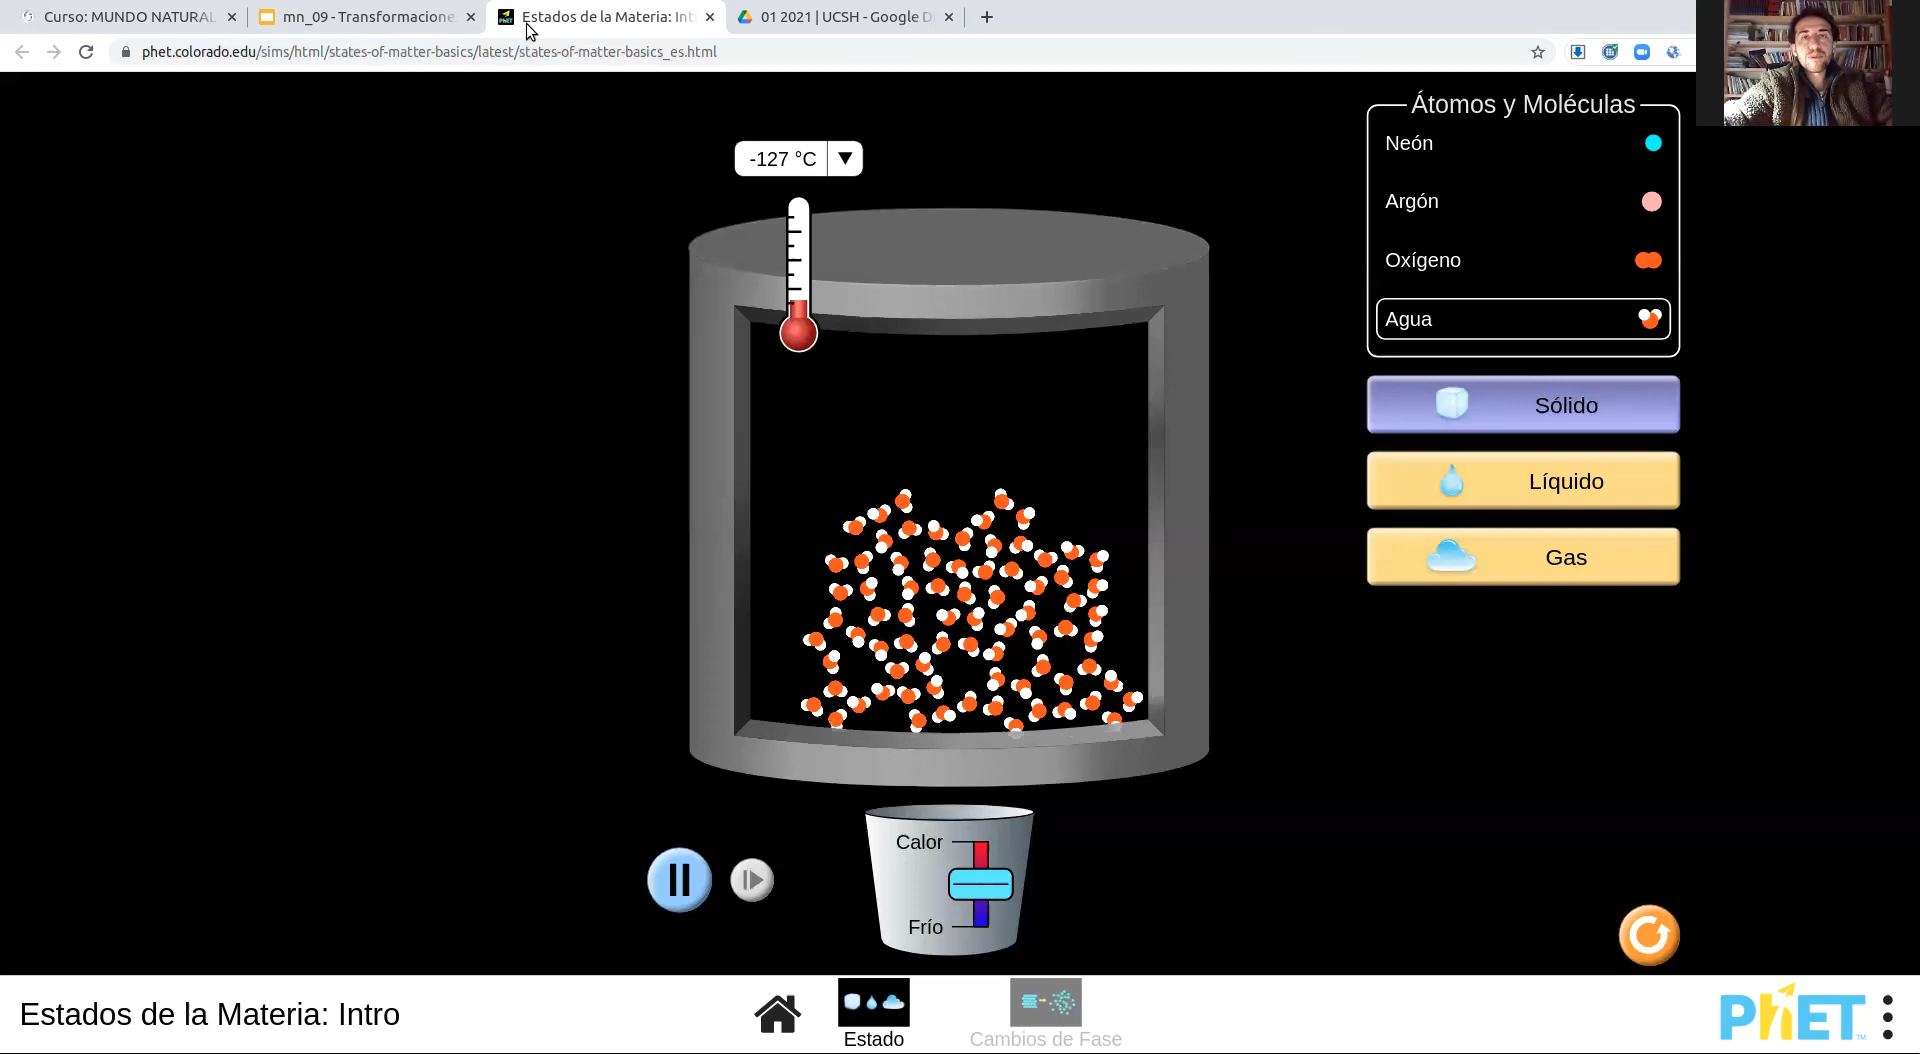 Curso: MUNDO NATURAL
mn_09 - Transformacione
Estados de la Materia: Int
01 2021 | UCSH - Google D
phet.colorado.edu/sims/html/states-of-matter-basics/latest/states-of-matter-basics_es.html
-127 °C
Átomos y Moléculas
Neón
Argón
Oxígeno
Agua
Sólido
Líquido
Gas
Calor
Frío
Estados de la Materia: Intro
Estado
Cambios de Fase
PhET™